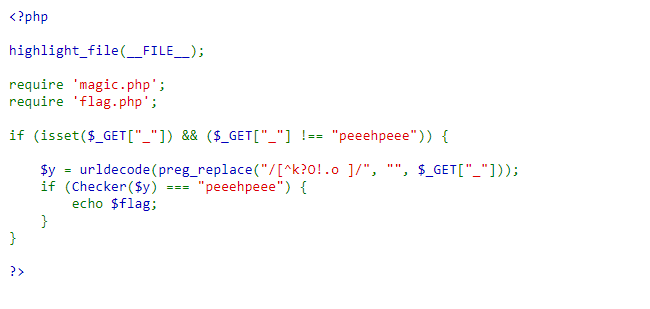 <?php
highlight_file(__FILE__);
require 'magic.php';
require 'flag.php';
if (isset($_GET["_"]) && ($_GET["_"] !== "peeehpeee")) {
$y = urldecode(preg_replace("/[^k?O!.o ]/", "", $_GET["_"]));
if (Checker($y) === "peeehpeee") {
echo $flag;
}
}
?>